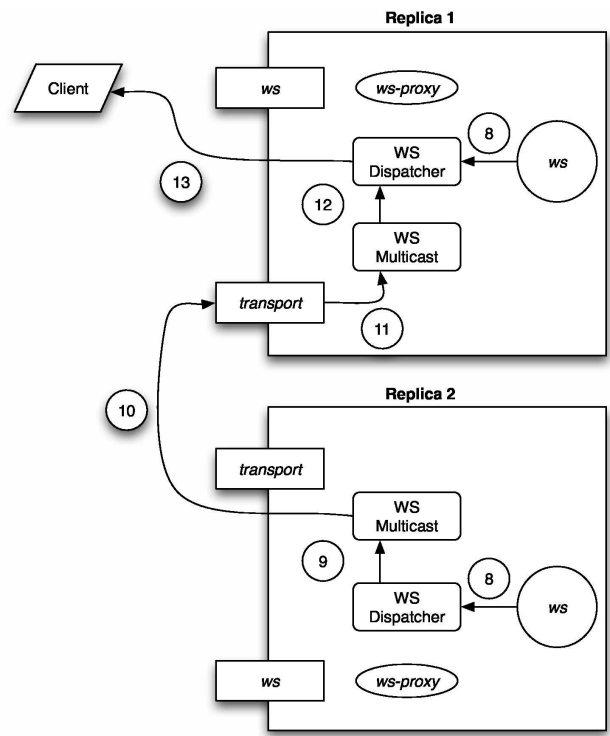 Replica 1
Client
ws
ws-proxy
8
WS
Dispatcher
ws
13
12
WS
Multicast
transport
11
Replica 2
10
transport
WS
Multicast
9
8
WS
Dispatcher
ws
ws
ws-proxy